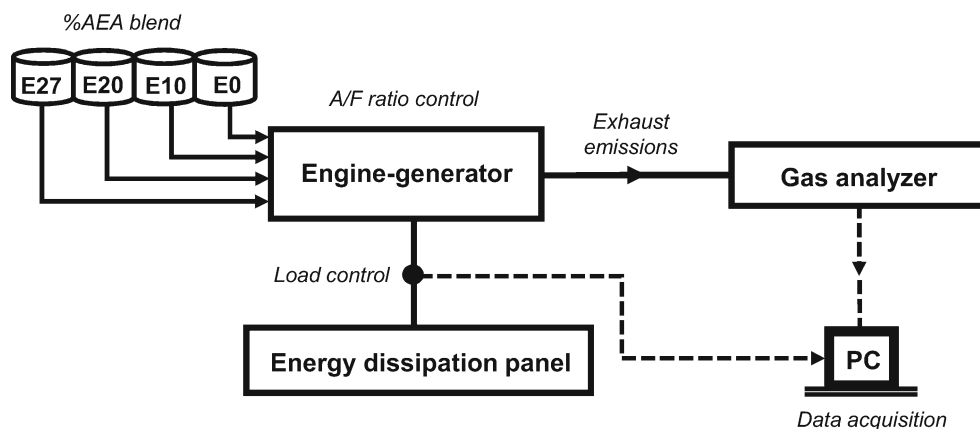 %AEA blend
E27 E20 E10 E0
A/F ratio control
Exhaust
emissions
Engine-generator
Gas analyzer
Load control
Energy dissipation panel
PC
Data acquisition